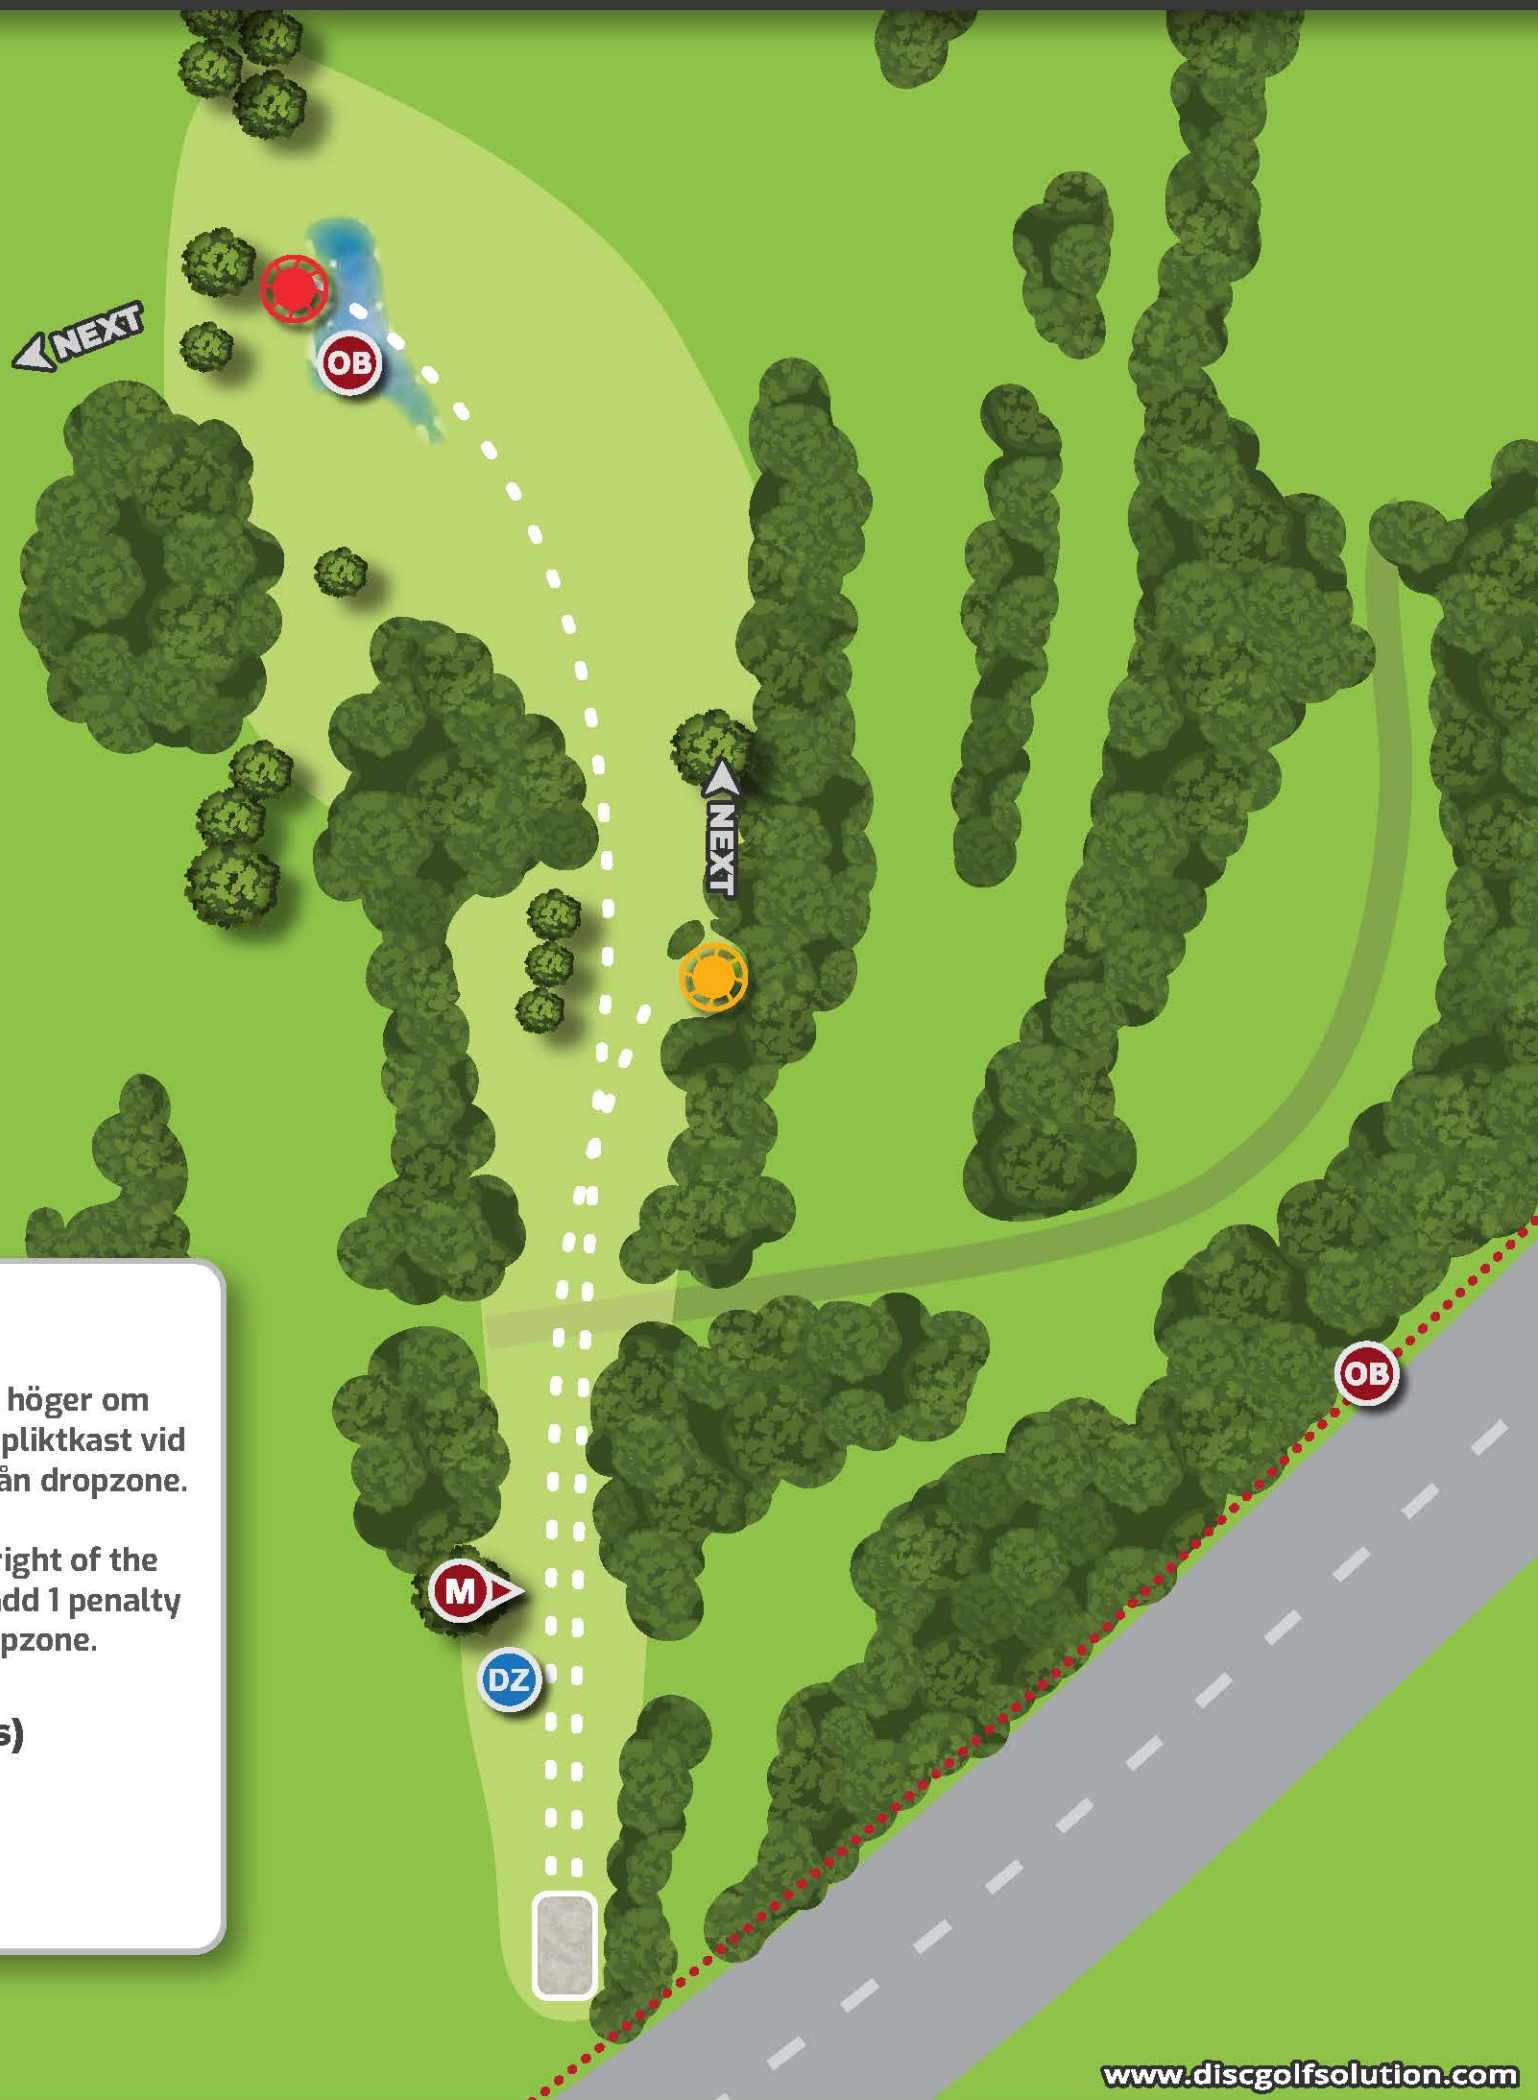 NEXT
OB
NEXT
OB
höger om
pliktkast vid
ån dropzone.
right of the
add 1 penalty
pzone.
s)
M
DZ
www.discgolfsolution.com